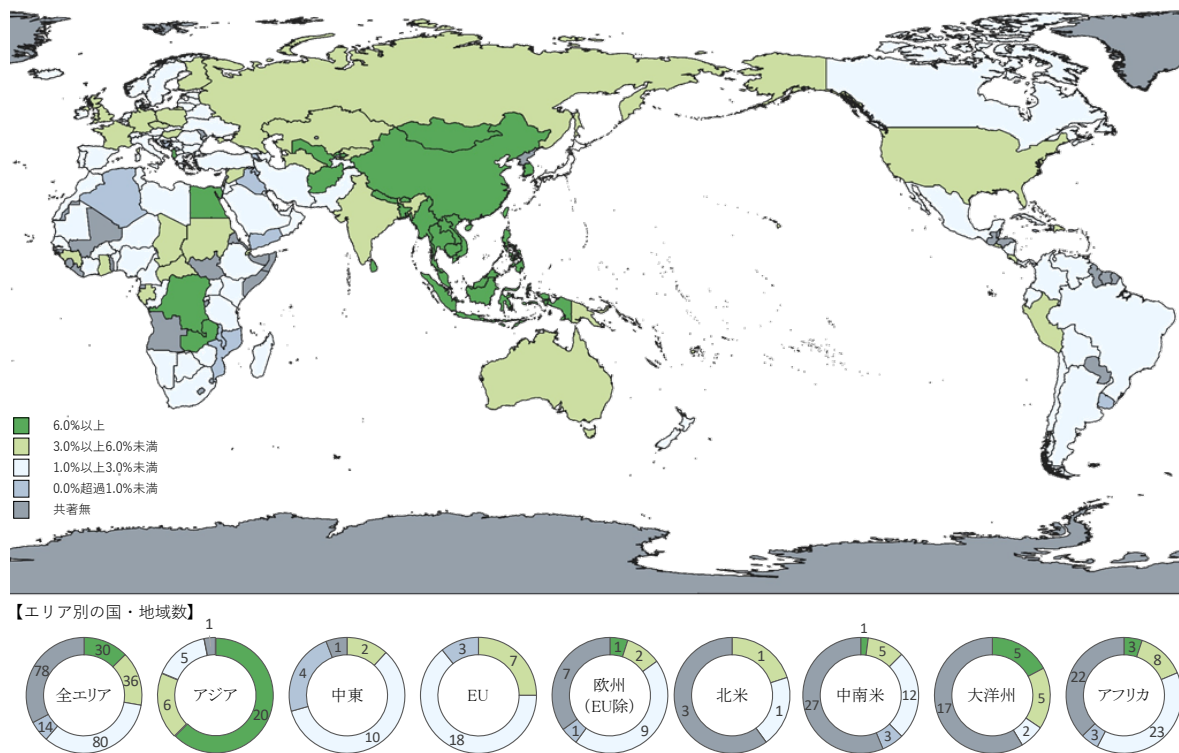 6.0%以上
3.0%以上6.0%未満
1.0%以上3.0%未満
0.0%超過1.0%未満
共著無
【エリア別の国・地域数】
全エリア
30
36
80
14
78
アジア
20
6
5
1
中東
2
10
4
1
EU
7
18
3
欧州
(EU除)
1
2
9
1
7
北米
1
1
3
中南米
1
5
12
3
27
大洋州
5
5
2
17
アフリカ
3
8
23
3
22